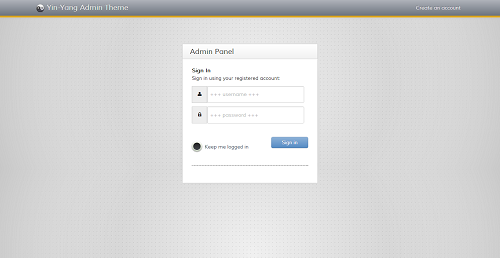 Yin-Yang Admin Theme
Create an account
Admin Panel
Sign In
Sign in using your registered account:
+++ username +++
+++ password +++
Keep me logged in
Sign in